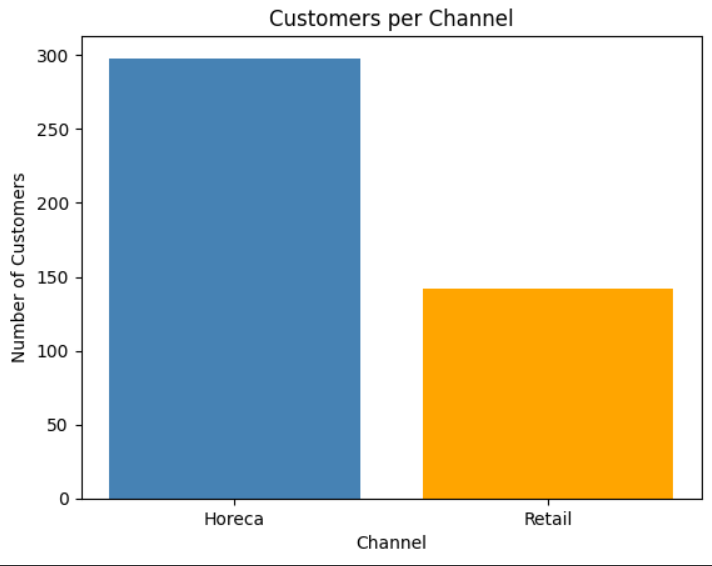 Customers per Channel
300
250
200
150
100
50
0
Number of Customers
Horeca
Retail
Channel